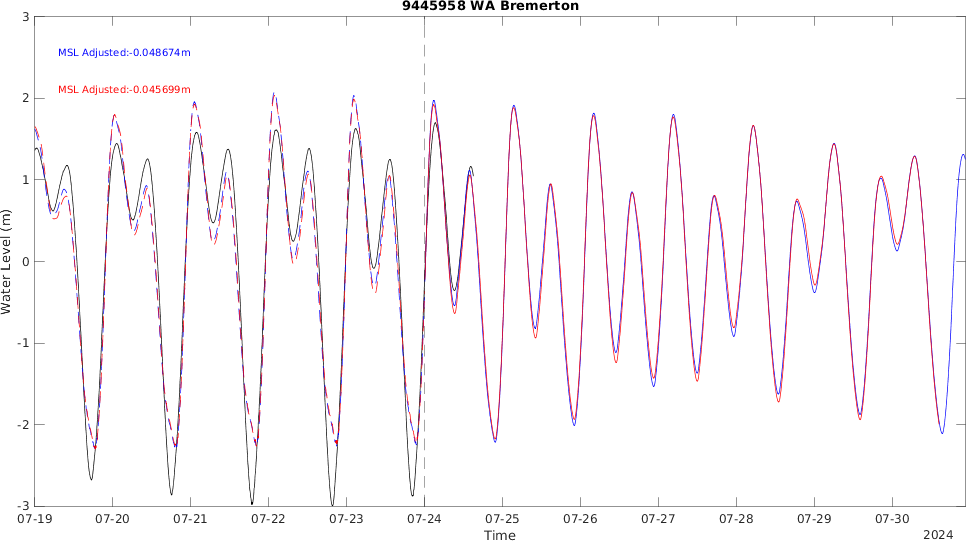 9445958 WA Bremerton
3
MSL Adjusted:-0.048674m
MSL Adjusted:-0.045699m
2
1
0
-1
-2
-3
Water Level (m)
07-19 07-20 07-21 07-22 07-23 07-24 07-25 07-26 07-27 07-28 07-29 07-30
Time
2024